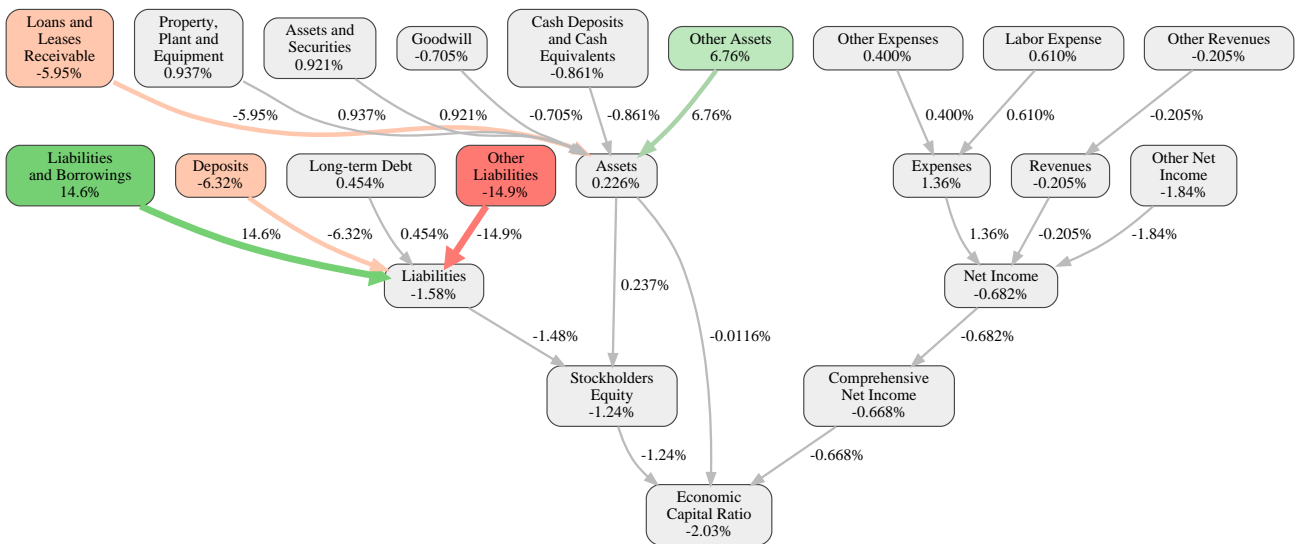 Loans and
Leases
Receivable
-5.95%
Property,
Plant and
Equipment
0.937%
Assets and
Securities
0.921%
Goodwill
-0.705%
Cash Deposits
and Cash
Equivalents
-0.861%
Other Assets
6.76%
Other Expenses
0.400%
Labor Expense
0.610%
Other Revenues
-0.205%
-5.95%
0.937%
0.921%
-0.705%
-0.861%
6.76%
0.400%
0.610%
-0.205%
Liabilities
and Borrowings
14.6%
Deposits
-6.32%
Long-term Debt
0.454%
Other
Liabilities
-14.9%
Assets
0.226%
Expenses
1.36%
Revenues
-0.205%
Other Net
Income
-1.84%
14.6%
-6.32%
0.454%
-14.9%
1.36%
-0.205%
-1.84%
Liabilities
-1.58%
0.237%
Net Income
-0.682%
-1.48%
-0.0116%
-0.682%
Stockholders
Equity
-1.24%
Comprehensive
Net Income
-0.668%
-1.24%
-0.668%
Economic
Capital Ratio
-2.03%